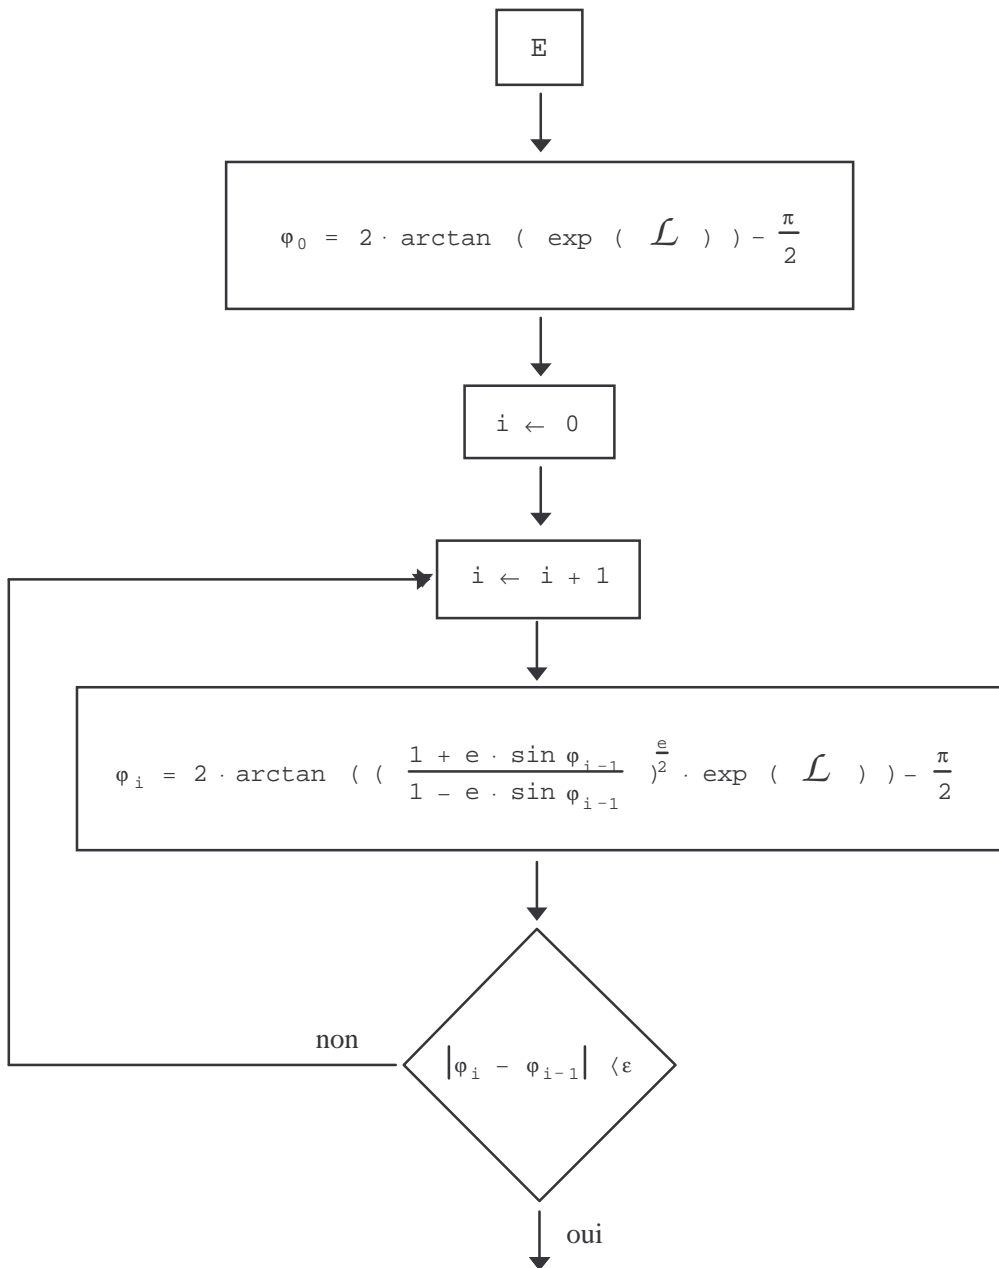 E
φ₀ = 2 · arctan ( exp ( ℒ ) ) – π/2
i ← 0
i ← i + 1
φᵢ = 2 · arctan ( ( (1 + e · sin φᵢ₋₁)/(1 – e · sin φᵢ₋₁) )^(e/2) · exp ( ℒ ) ) – π/2
non
|φᵢ – φᵢ₋₁| ⟨ ε
oui